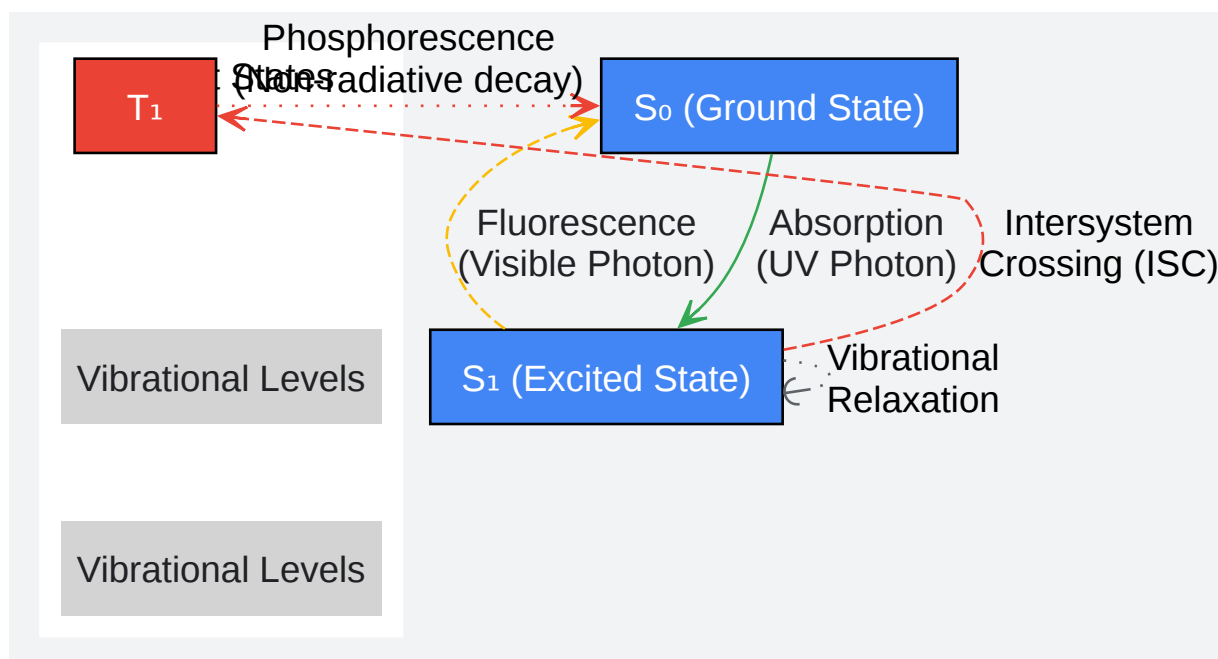 Phosphorescence
(Non-radiative decay)
t States
T₁
S₀ (Ground State)
Fluorescence
(Visible Photon)
Absorption
(UV Photon)
Intersystem
Crossing (ISC)
Vibrational Levels
S₁ (Excited State)
Vibrational
Relaxation
Vibrational Levels